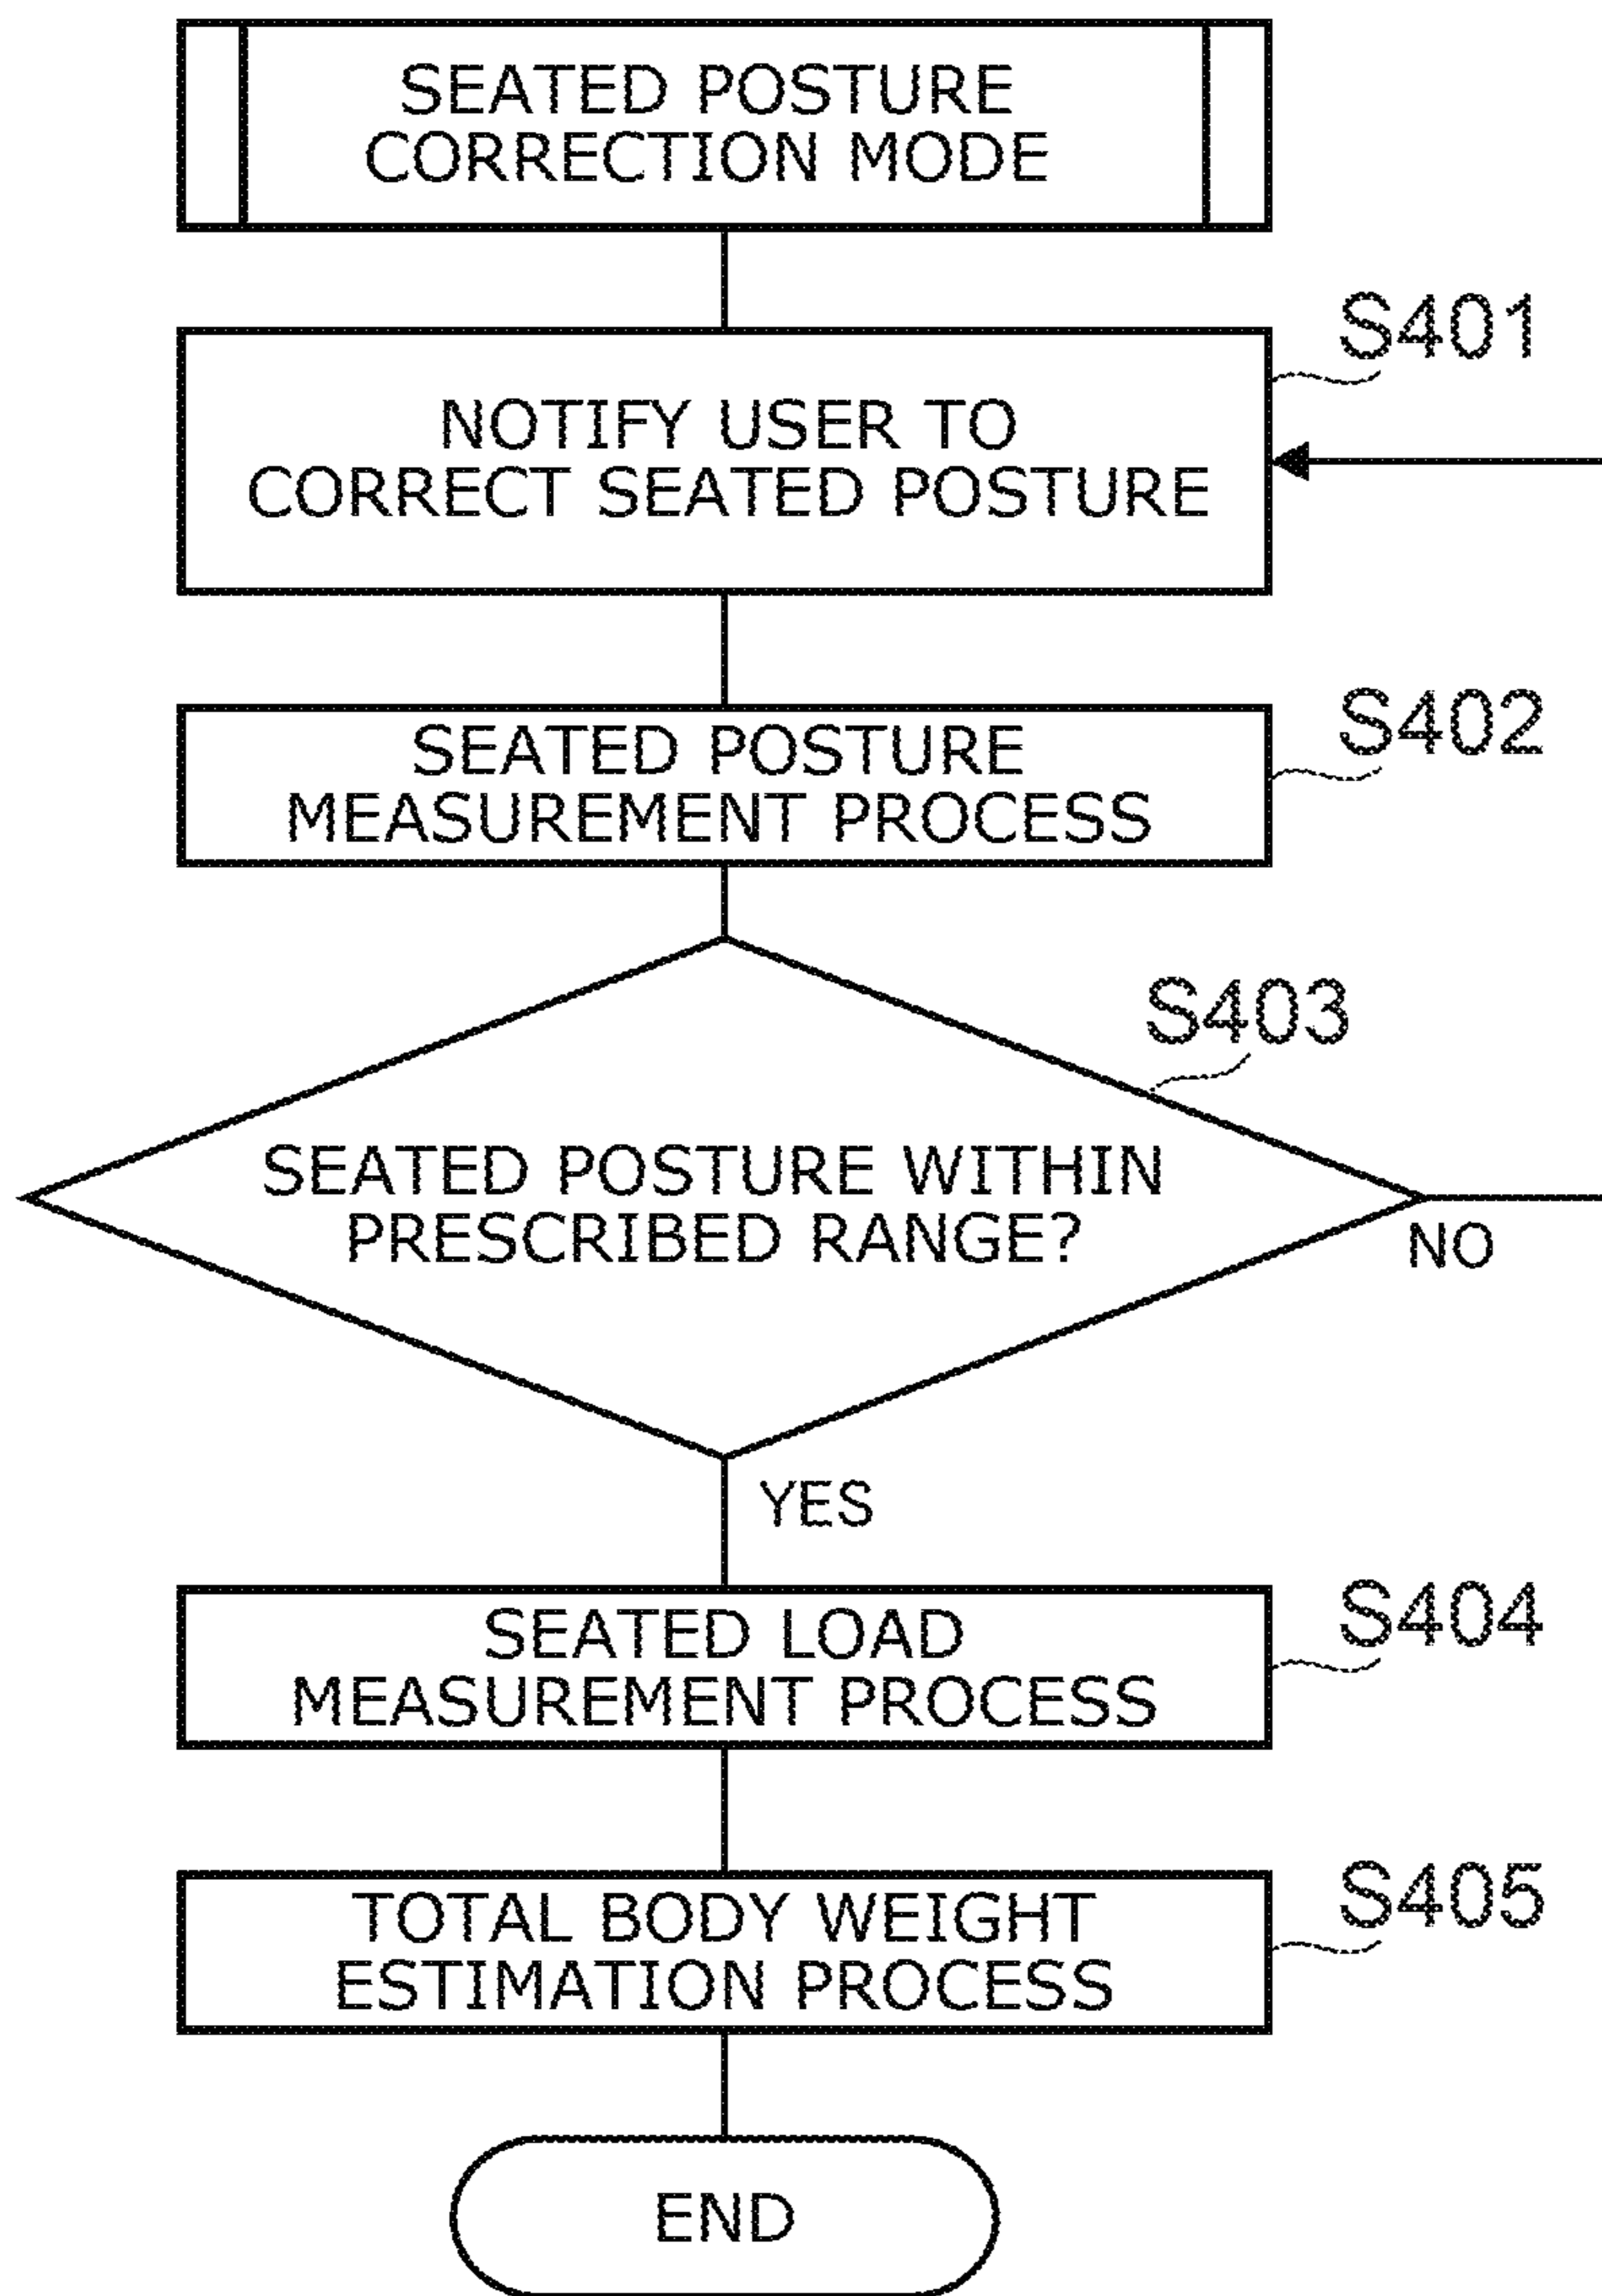 SEATED POSTURE
CORRECTION MODE
S401
NOTIFY USER TO
CORRECT SEATED POSTURE
S402
SEATED POSTURE
MEASUREMENT PROCESS
S403
SEATED POSTURE WITHIN
PRESCRIBED RANGE?
NO
YES
S404
SEATED LOAD
MEASUREMENT PROCESS
S405
TOTAL BODY WEIGHT
ESTIMATION PROCESS
END